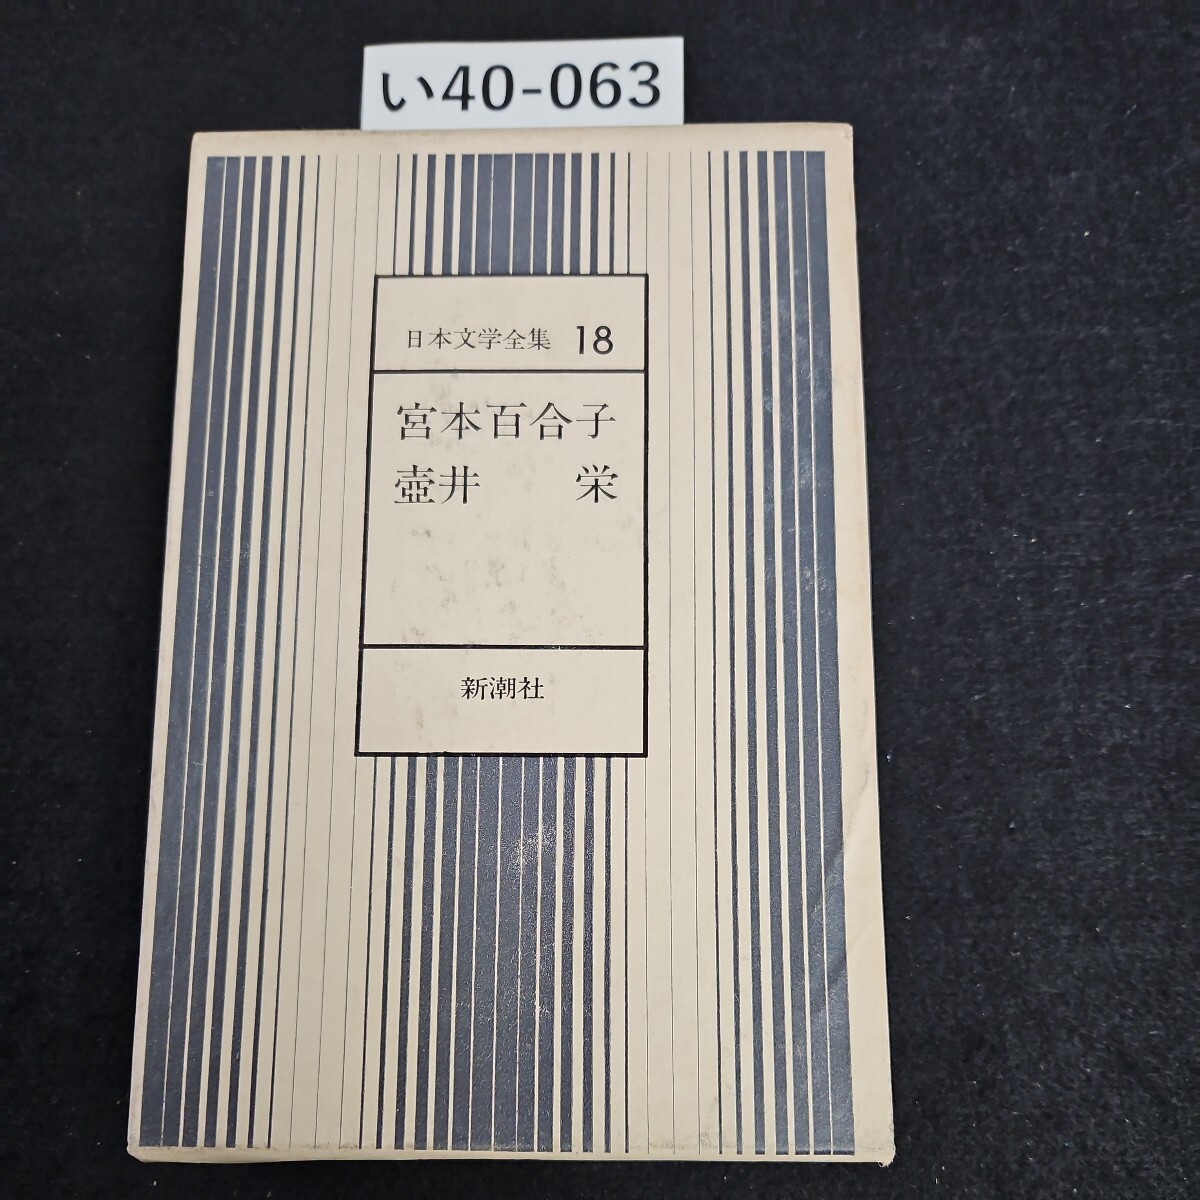 い40-063
日本文学全集 18
宮本百合子
壺井 栄
新潮社